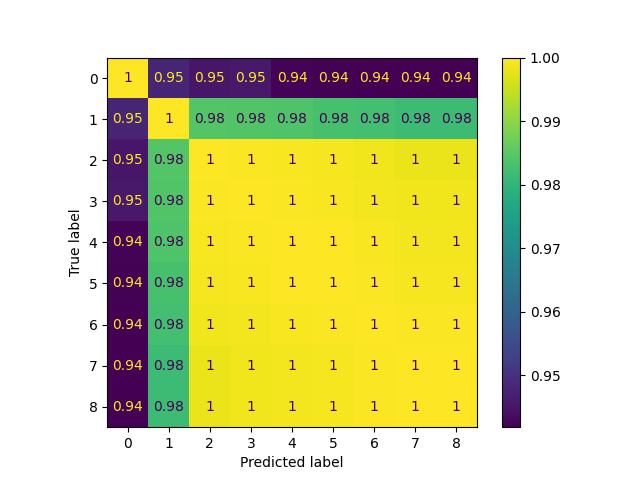 0 1 0.95 0.95 0.95 0.94 0.94 0.94 0.94 0.94 1.00
1 0.95 1 0.98 0.98 0.98 0.98 0.98 0.98 0.98 0.99
2 0.95 0.98 1 1 1 1 1 1 1 0.98
3 0.95 0.98 1 1 1 1 1 1 1
4 0.94 0.98 1 1 1 1 1 1 1 0.97
5 0.94 0.98 1 1 1 1 1 1 1 0.96
6 0.94 0.98 1 1 1 1 1 1 1
7 0.94 0.98 1 1 1 1 1 1 1 0.95
8 0.94 0.98 1 1 1 1 1 1 1
0 1 2 3 4 5 6 7 8
True label
Predicted label